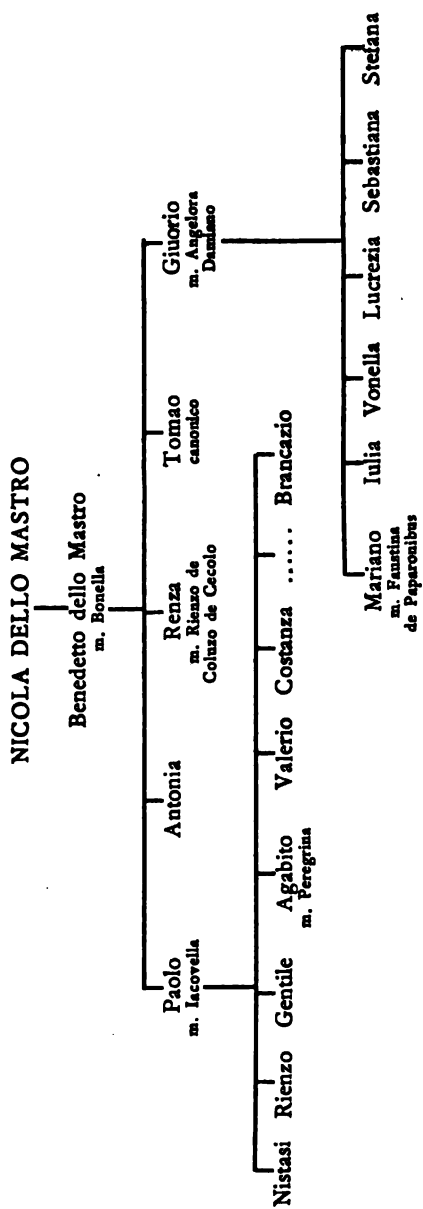 NICOLA DELLO MASTRO
Benedetto dello Mastro
m. Bonella
Paolo
m. Iacovella
Antonia
Renza
m. Rienzo de
Coluzo de Cecolo
Tomao
canonico
Giuorio
m. Angelora
Damiano
Nistasi
Rienzo
Gentile
Agabito
m. Peregrina
Valerio
Costanza
......
Brancazio
Mariano
m. Faustina
de Paparonibus
Iulia
Vonella
Lucrezia
Sebastiana
Stefana